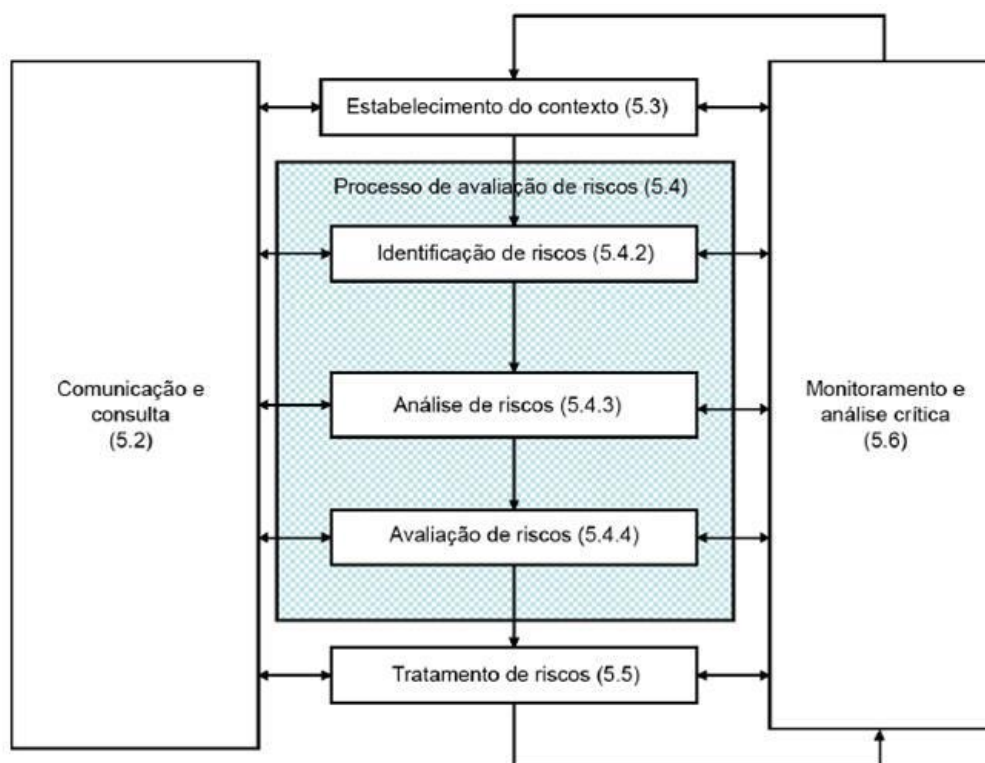 Estabelecimento do contexto (5.3)
Processo de avaliação de riscos (5.4)
Identificação de riscos (5.4.2)
Comunicação e
consulta
(5.2)
Análise de riscos (5.4.3)
Monitoramento e
análise crítica
(5.6)
Avaliação de riscos (5.4.4)
Tratamento de riscos (5.5)